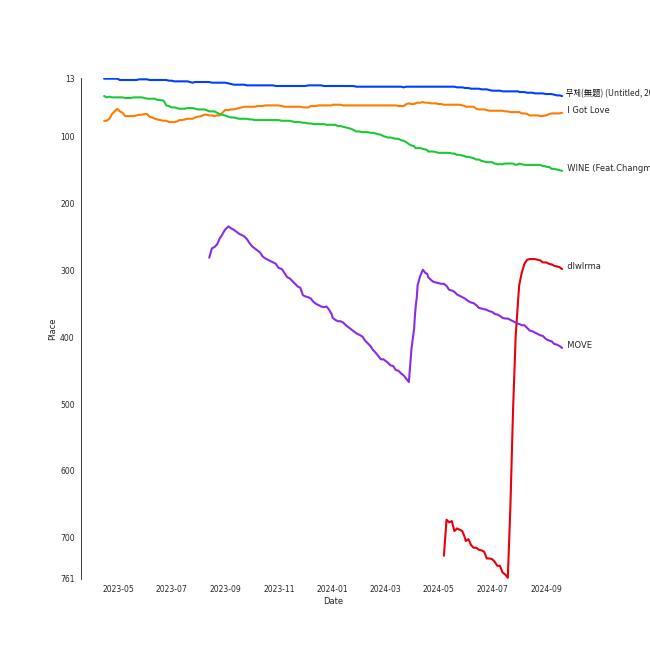 13
100
200
300
400
500
600
700
761
Place
2023-05
2023-07
2023-09
2023-11
2024-01
2024-03
2024-05
2024-07
2024-09
Date
무제(無題) (Untitled, 20
I Got Love
WINE (Feat.Changm
dlwlrma
MOVE